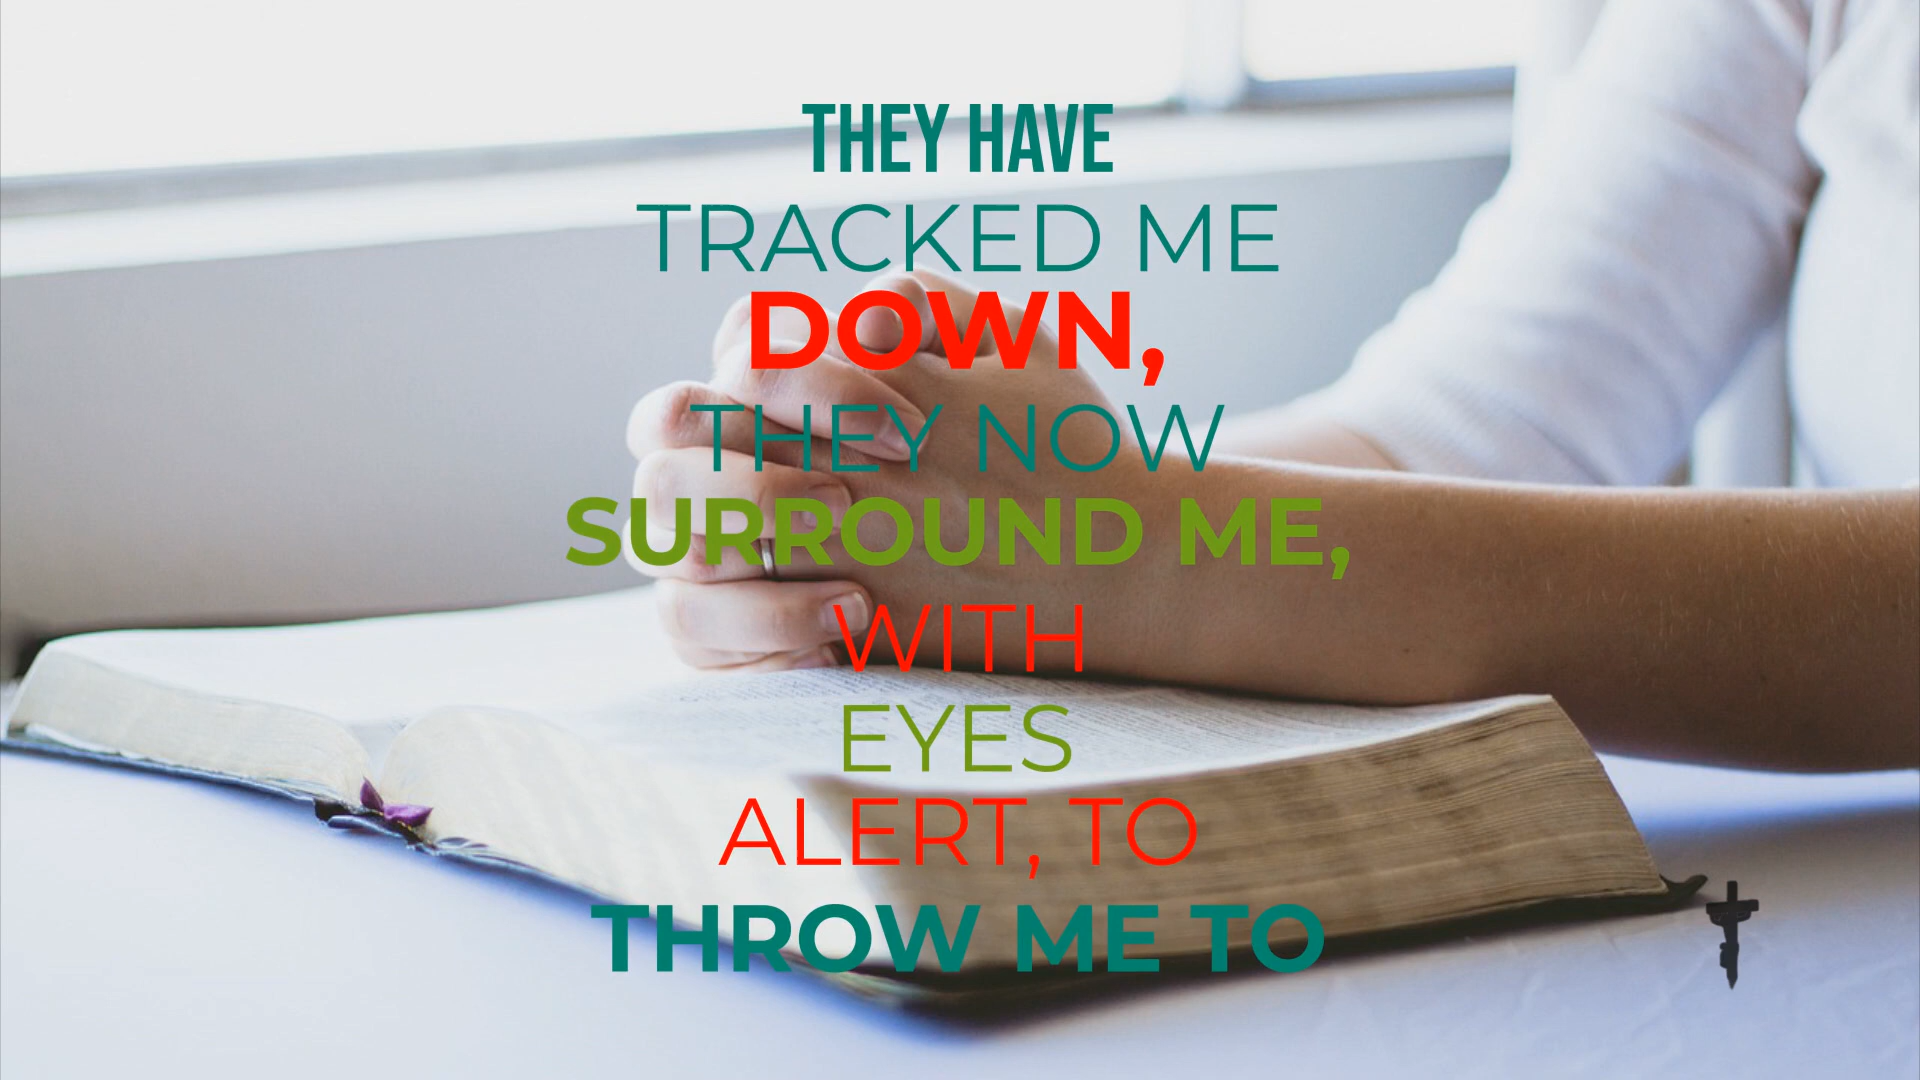 THEY HAVE
TRACKED ME
DOWN,
THEY NOW
SURROUND ME,
WITH
EYES
ALERT, TO
THROW ME TO